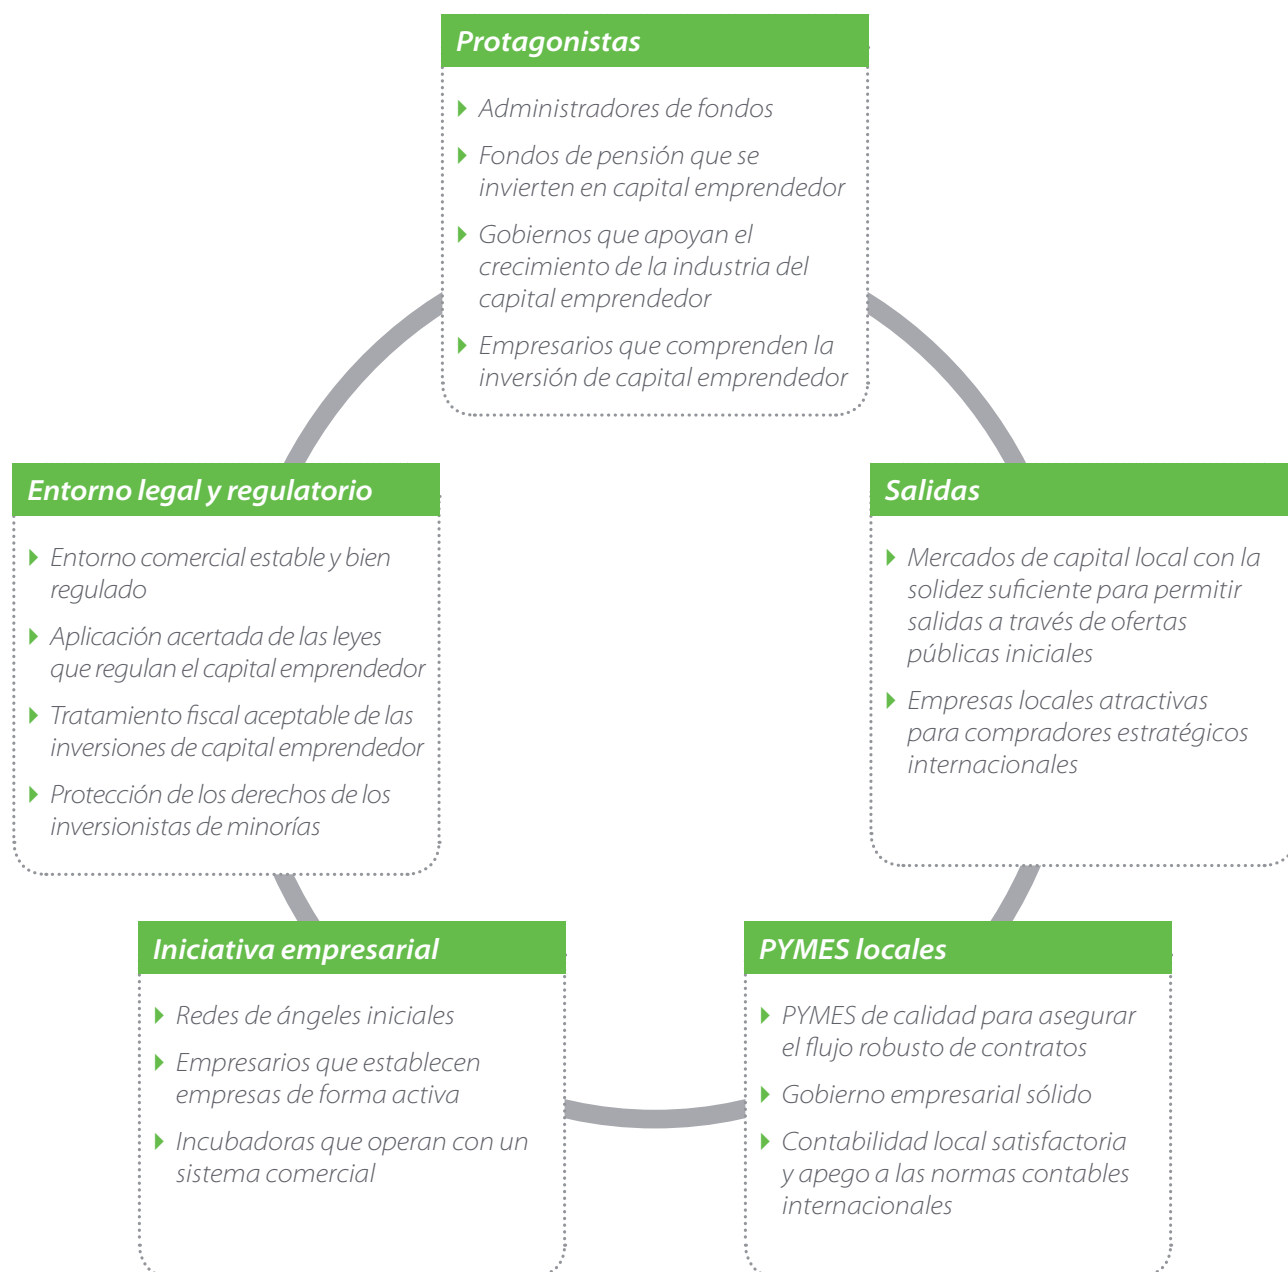 Protagonistas
Administradores de fondos
Fondos de pensión que se
invierten en capital emprendedor
Gobiernos que apoyan el
crecimiento de la industria del
capital emprendedor
Empresarios que comprenden la
inversión de capital emprendedor
Entorno legal y regulatorio
Entorno comercial estable y bien
regulado
Aplicación acertada de las leyes
que regulan el capital emprendedor
Tratamiento fiscal aceptable de las
inversiones de capital emprendedor
Protección de los derechos de los
inversionistas de minorías
Salidas
Mercados de capital local con la
solidez suficiente para permitir
salidas a través de ofertas
públicas iniciales
Empresas locales atractivas
para compradores estratégicos
internacionales
Iniciativa empresarial
Redes de ángeles iniciales
Empresarios que establecen
empresas de forma activa
Incubadoras que operan con un
sistema comercial
PYMES locales
PYMES de calidad para asegurar
el flujo robusto de contratos
Gobierno empresarial sólido
Contabilidad local satisfactoria
y apego a las normas contables
internacionales